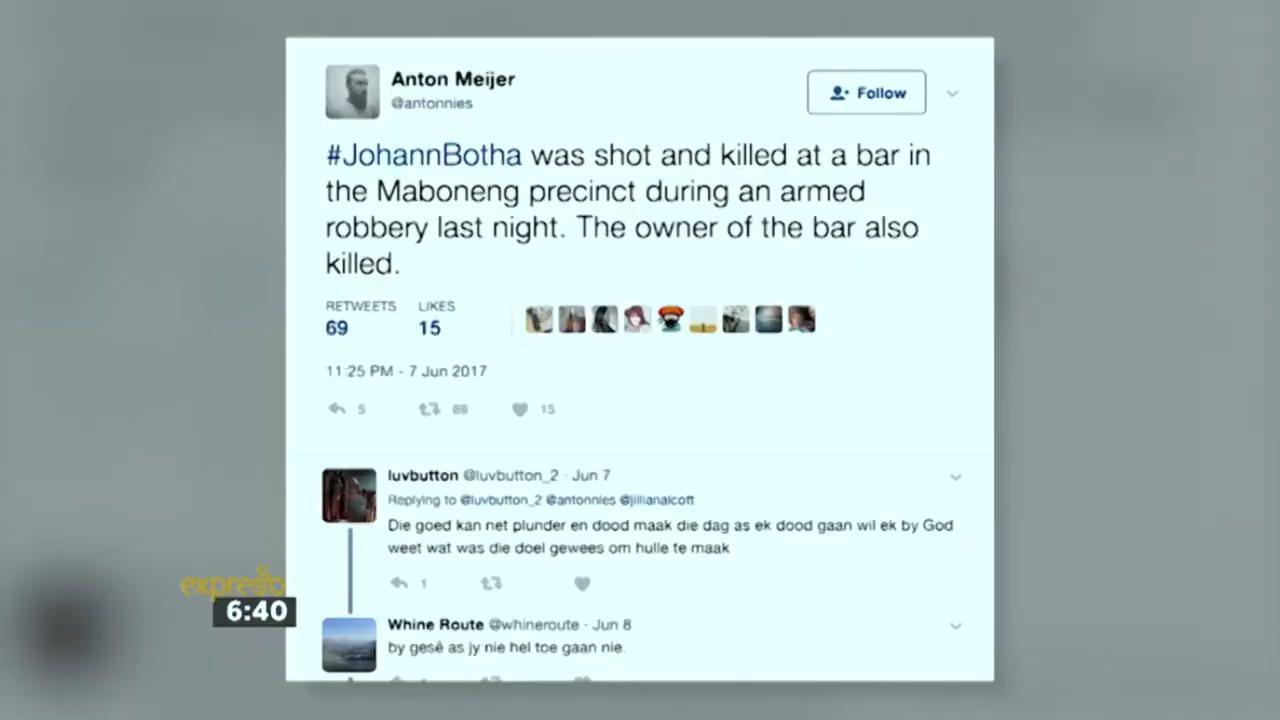 Anton Meijer
@antonnies
Follow
#JohannBotha was shot and killed at a bar in
the Maboneng precinct during an armed
robbery last night. The owner of the bar also
killed.
RETWEETS LIKES
69 15
11:25 PM - 7 Jun 2017
5 69 15
luvbutton @luvbutton_2 · Jun 7
Replying to @luvbutton_2 @antonnies @jillianalcott
Die goed kan net plunder en dood maak die dag as ek dood gaan wil ek by God
weet wat was die doel gewees om hulle te maak
1
Whine Route @whineroute · Jun 8
by gesê as jy nie hel toe gaan nie.
expresso
6:40